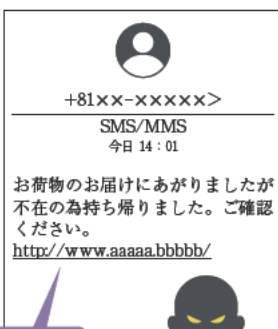 +81××-×××××>
SMS/MMS
今日 14：01
お荷物のお届けにあがりましたが
不在の為持ち帰りました。ご確認
ください。
http://www.aaaaa.bbbbb/